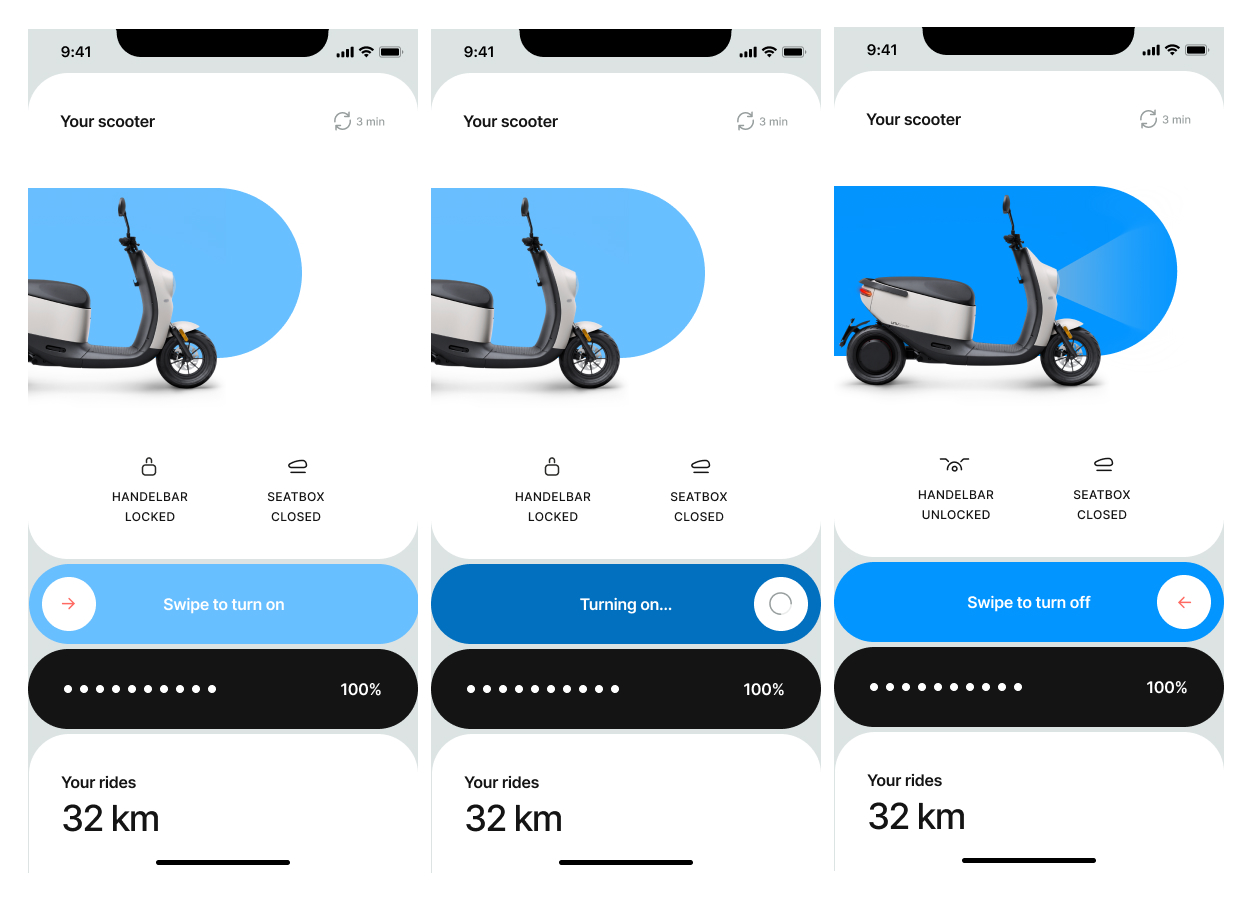 9:41
Your scooter
3 min
HANDELBAR
LOCKED
SEATBOX
CLOSED
Swipe to turn on
100%
Your rides
32 km
9:41
Your scooter
3 min
HANDELBAR
LOCKED
SEATBOX
CLOSED
Turning on...
100%
Your rides
32 km
9:41
Your scooter
3 min
HANDELBAR
UNLOCKED
SEATBOX
CLOSED
Swipe to turn off
100%
Your rides
32 km